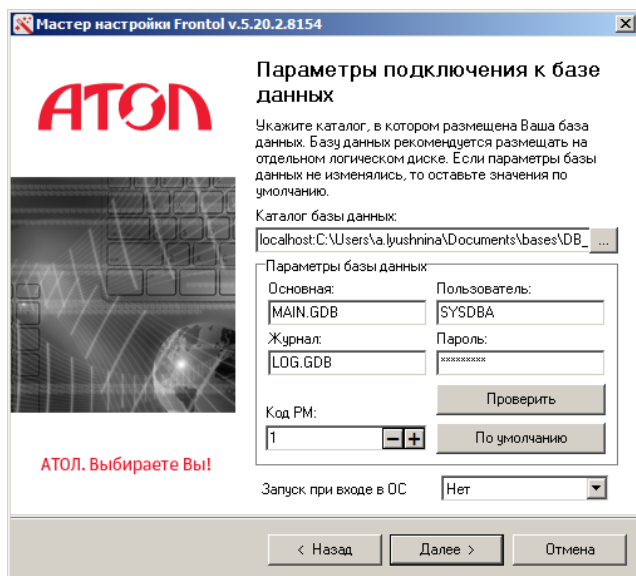 Мастер настройки Frontol v.5.20.2.8154
АТОЛ
Параметры подключения к базе
данных
Укажите каталог, в котором размещена Ваша база
данных. Базу данных рекомендуется размещать на
отдельном логическом диске. Если параметры базы
данных не изменялись, то оставьте значения по
умолчанию.
Каталог базы данных:
localhost:C:\Users\a.lyushnina\Documents\bases\DB_ ...
Параметры базы данных
Основная: Пользователь:
MAIN.GDB SYSDBA
Журнал: Пароль:
LOG.GDB *********
Проверить
Код РМ:
1 − + По умолчанию
АТОЛ. Выбираете Вы!
Запуск при входе в ОС Нет
< Назад Далее > Отмена